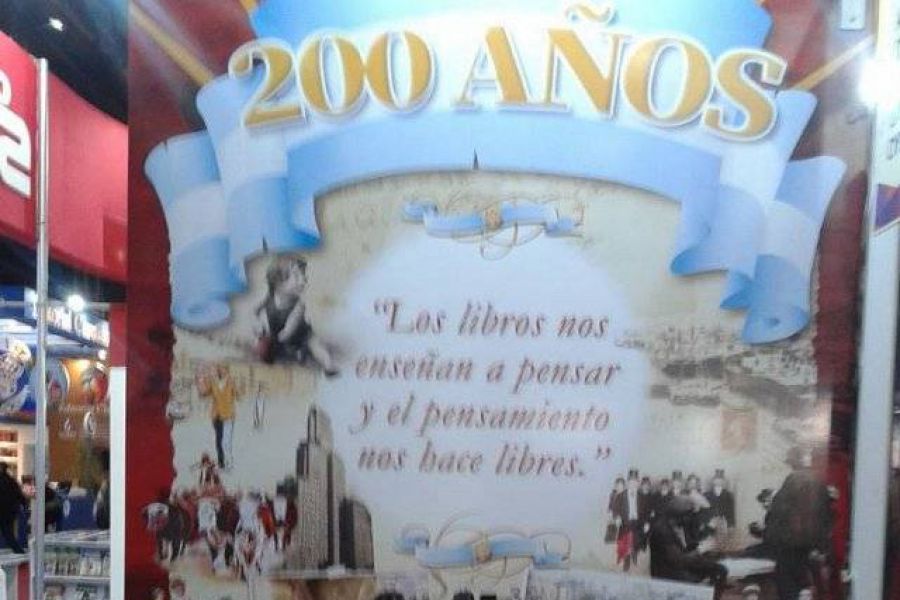 200 AÑOS
“Los libros nos
enseñan a pensar
y el pensamiento
nos hace libres.”